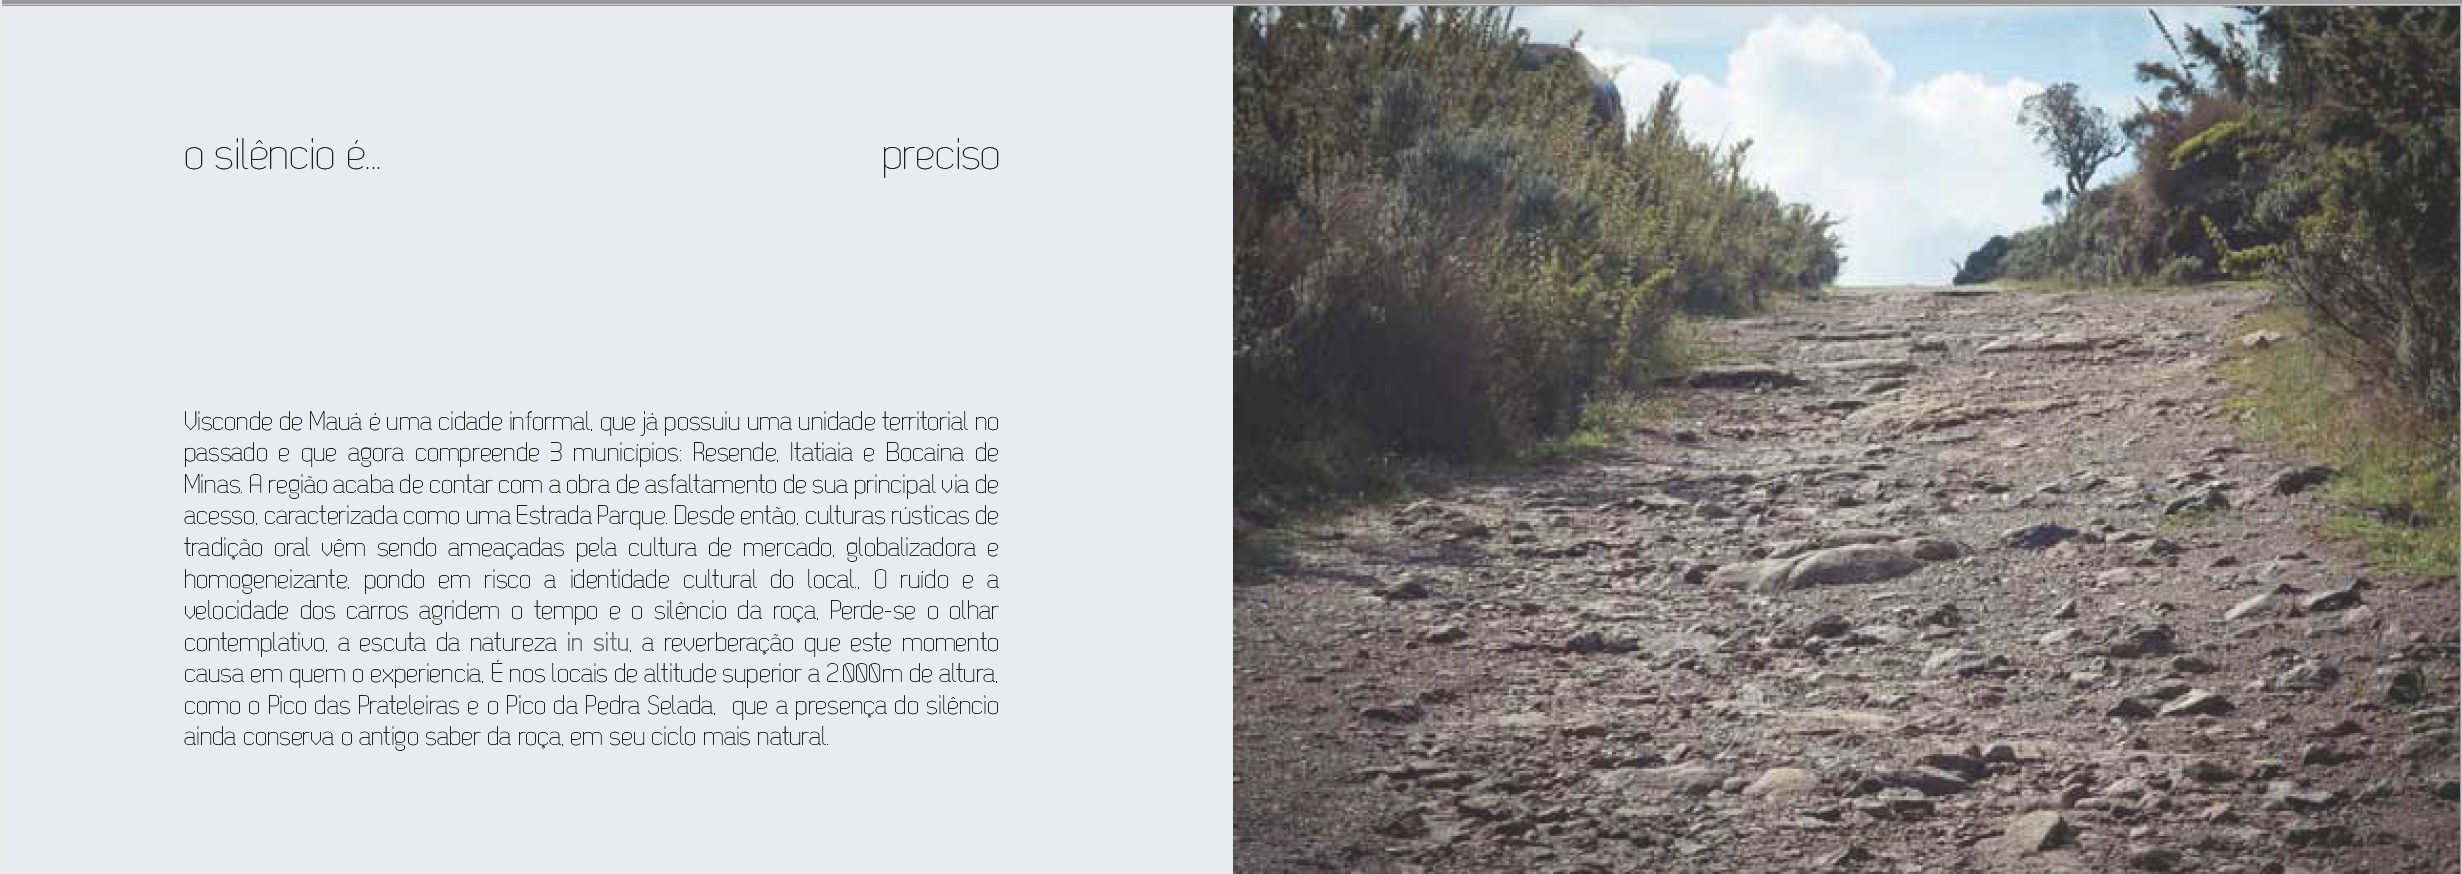 o silêncio é... preciso
Visconde de Mauá é uma cidade informal, que já possuiu uma unidade territorial no
passado e que agora compreende 3 municípios: Resende, Itatiaia e Bocaína de
Minas. A região acaba de contar com a obra de asfaltamento de sua principal via de
acesso, caracterizada como uma Estrada Parque. Desde então, culturas rústicas de
tradição oral vêm sendo ameaçadas pela cultura de mercado, globalizadora e
homogeneizante, pondo em risco a identidade cultural do local., O ruído e a
velocidade dos carros agridem o tempo e o silêncio da roça, Perde-se o olhar
contemplativo, a escuta da natureza in situ, a reverberação que este momento
causa em quem o experiencia, É nos locais de altitude superior a 2.000m de altura,
como o Pico das Prateleiras e o Pico da Pedra Selada,  que a presença do silêncio
ainda conserva o antigo saber da roça, em seu ciclo mais natural.